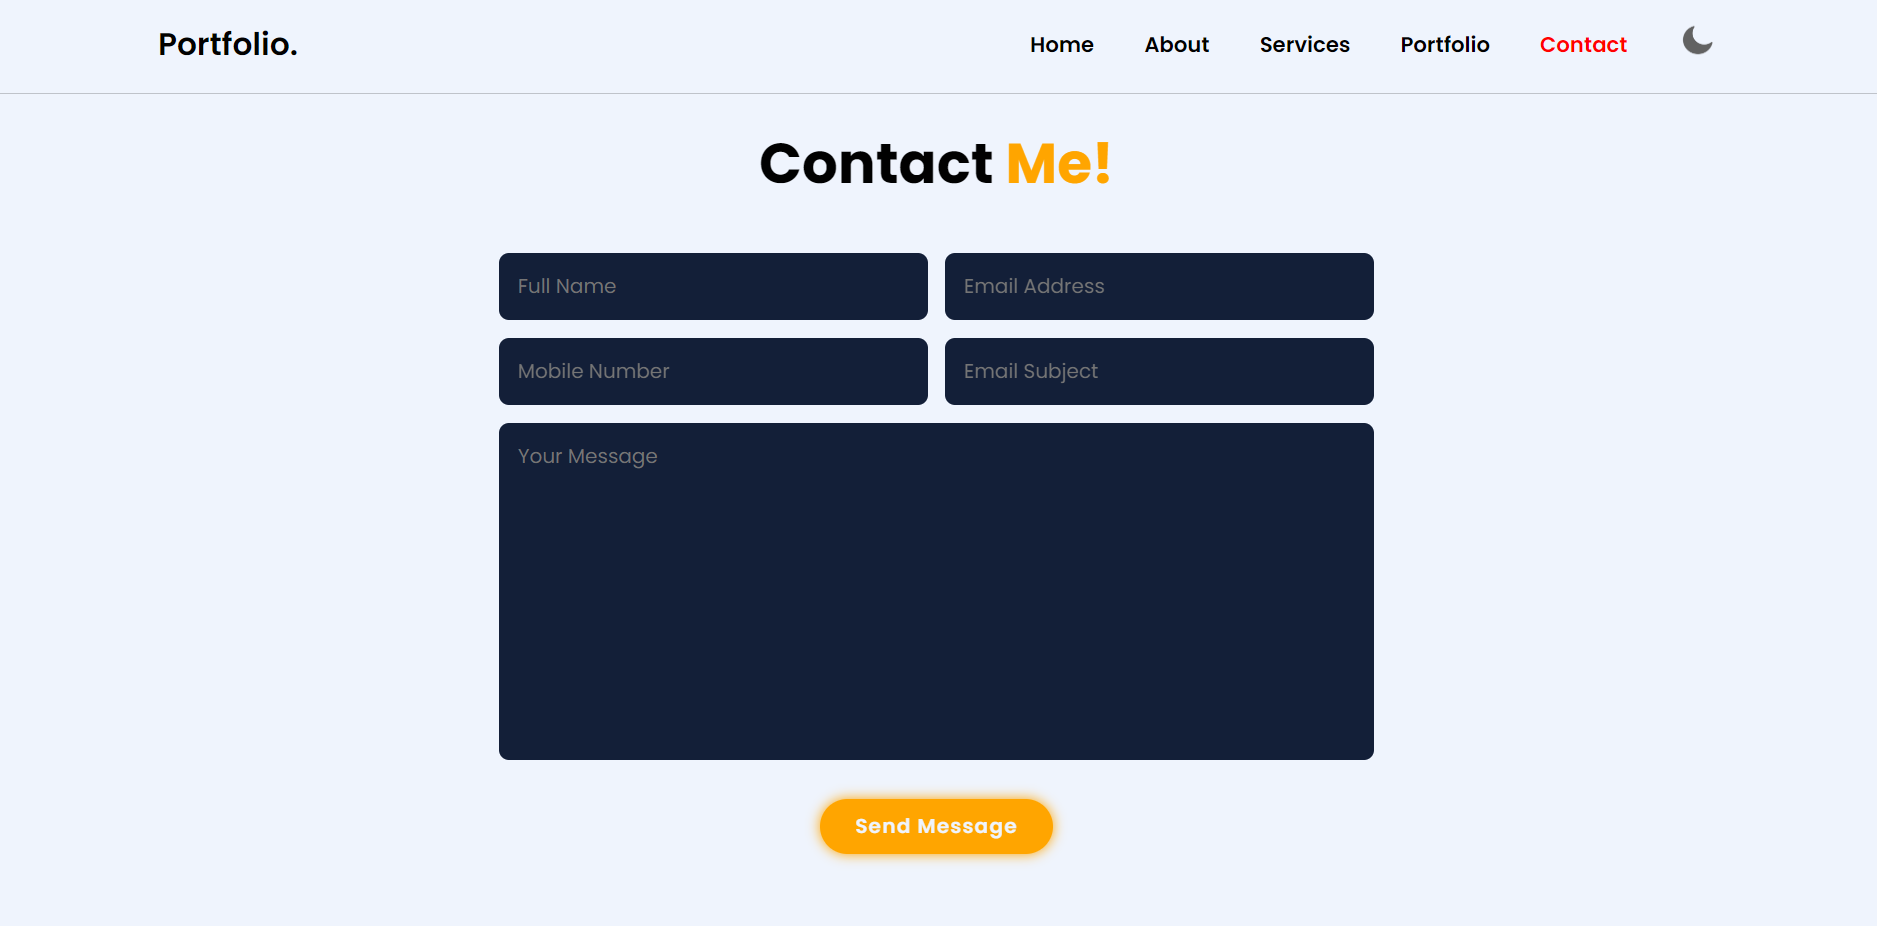 Portfolio.
Home About Services Portfolio Contact
Contact Me!
Full Name
Email Address
Mobile Number
Email Subject
Your Message
Send Message